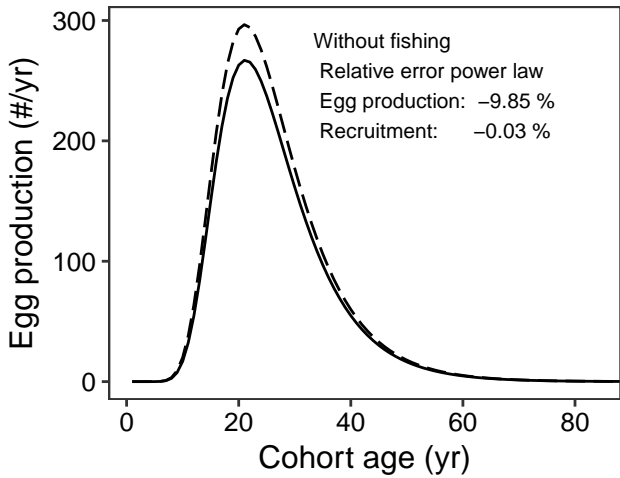 300
200
100
0
Egg production (#/yr)
Without fishing
Relative error power law
Egg production: −9.85 %
Recruitment: −0.03 %
0 20 40 60 80
Cohort age (yr)